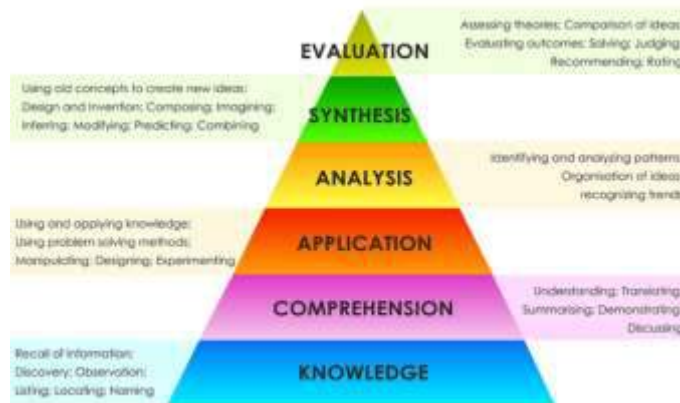 Assessing theories; Comparison of ideas
Evaluating outcomes; Solving; Judging
Recommending; Rating
EVALUATION
Using old concepts to create new ideas;
Design and Invention; Composing; Imagining;
Inferring; Modifying; Predicting; Combining
SYNTHESIS
Identifying and analyzing patterns
Organisation of ideas
recognizing trends
ANALYSIS
Using and applying knowledge;
Using problem solving methods;
Manipulating; Designing; Experimenting
APPLICATION
Understanding; Translating
Summarising; Demonstrating
Discussing
COMPREHENSION
Recall of information;
Discovery; Observation;
Listing; Locating; Naming
KNOWLEDGE